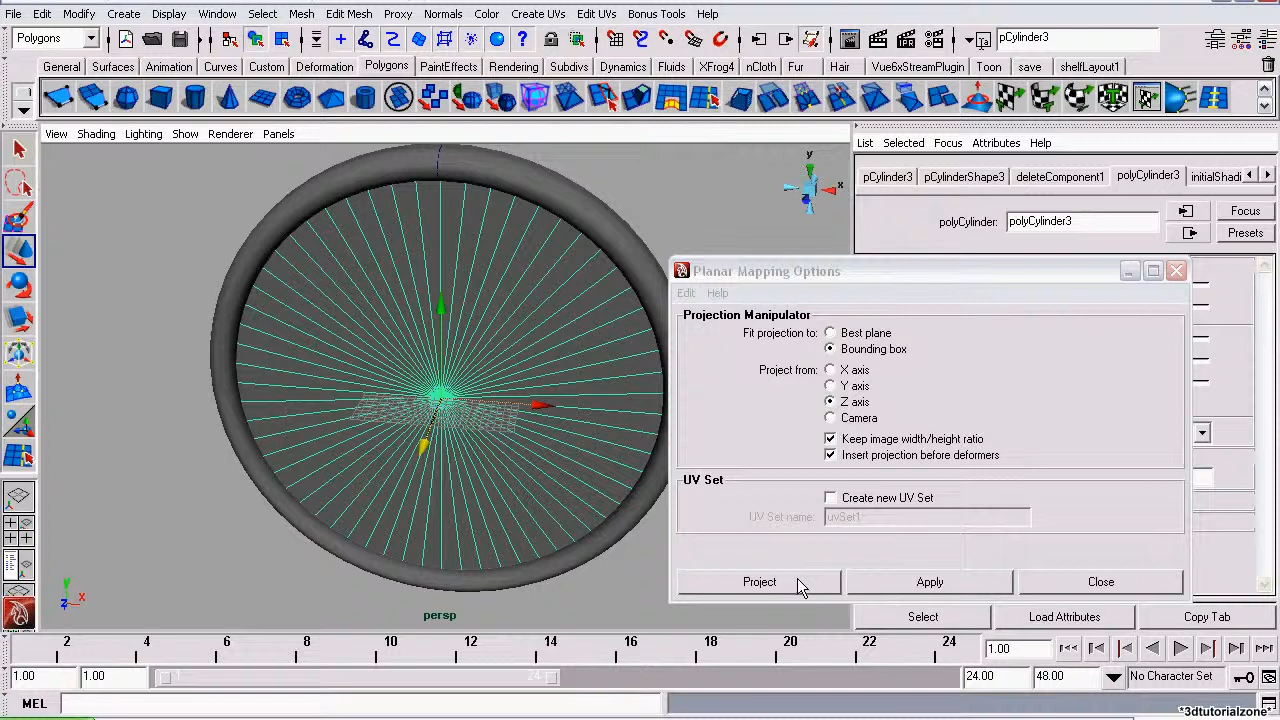 File Edit Modify Create Display Window Select Mesh Edit Mesh Proxy Normals Color Create UVs Edit UVs Bonus Tools Help
Polygons pCylinder3
General Surfaces Animation Curves Custom Deformation Polygons PaintEffects Rendering Subdivs Dynamics Fluids XFrog4 nCloth Fur Hair Vue6xStreamPlugin Toon save shelfLayout1
View Shading Lighting Show Renderer Panels
List Selected Focus Attributes Help
pCylinder3 pCylinderShape3 deleteComponent1 polyCylinder3 initialShadi
polyCylinder: polyCylinder3 Focus
Presets
y
x
Planar Mapping Options
Edit Help
Projection Manipulator
Fit projection to: Best plane
Bounding box
Project from: X axis
Y axis
Z axis
Camera
Keep image width/height ratio
Insert projection before deformers
UV Set
Create new UV Set
UV Set name: uvSet1
Project Apply Close
y
z x
persp
Select Load Attributes Copy Tab
2 4 6 8 10 12 14 16 18 20 22 24 1.00
1.00 1.00 1 24 24.00 48.00 No Character Set
MEL
*3dtutorialzone*